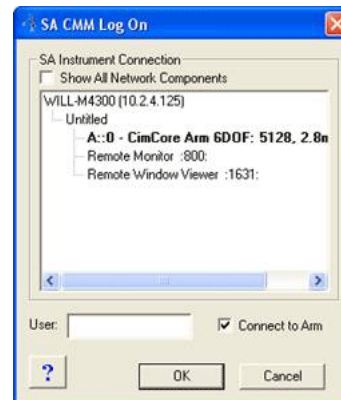 SA CMM Log On
SA Instrument Connection
Show All Network Components
WILL-M4300 (10.2.4.125)
Untitled
A::0 - CimCore Arm 6DOF: 5128, 2.8m
Remote Monitor :800:
Remote Window Viewer :1631:
User:
Connect to Arm
?
OK
Cancel